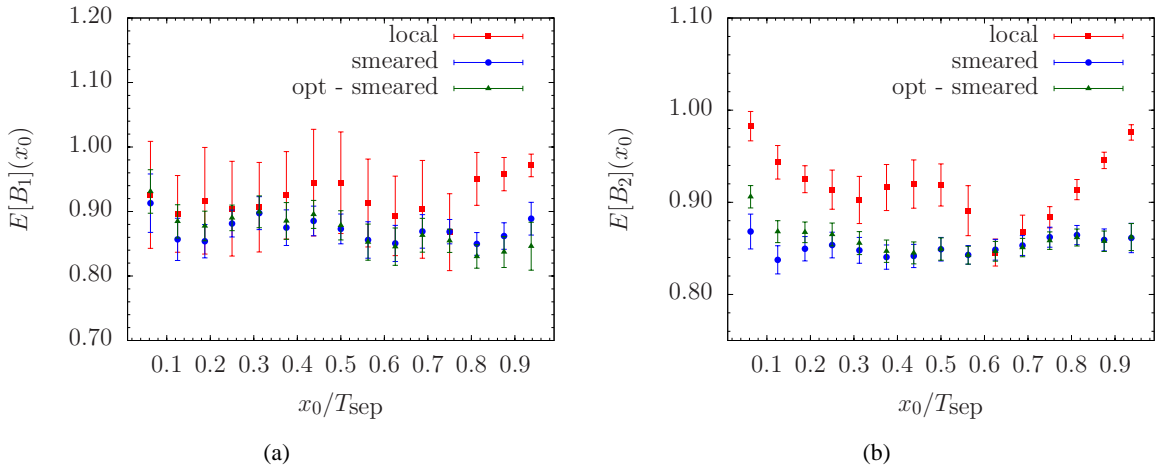 1.20
1.10
1.00
0.90
0.80
0.70
E[B₁](x₀)
local
smeared
opt - smeared
0.1 0.2 0.3 0.4 0.5 0.6 0.7 0.8 0.9
x₀/T_sep
(a)
1.10
1.00
0.90
0.80
E[B₂](x₀)
local
smeared
opt - smeared
0.1 0.2 0.3 0.4 0.5 0.6 0.7 0.8 0.9
x₀/T_sep
(b)